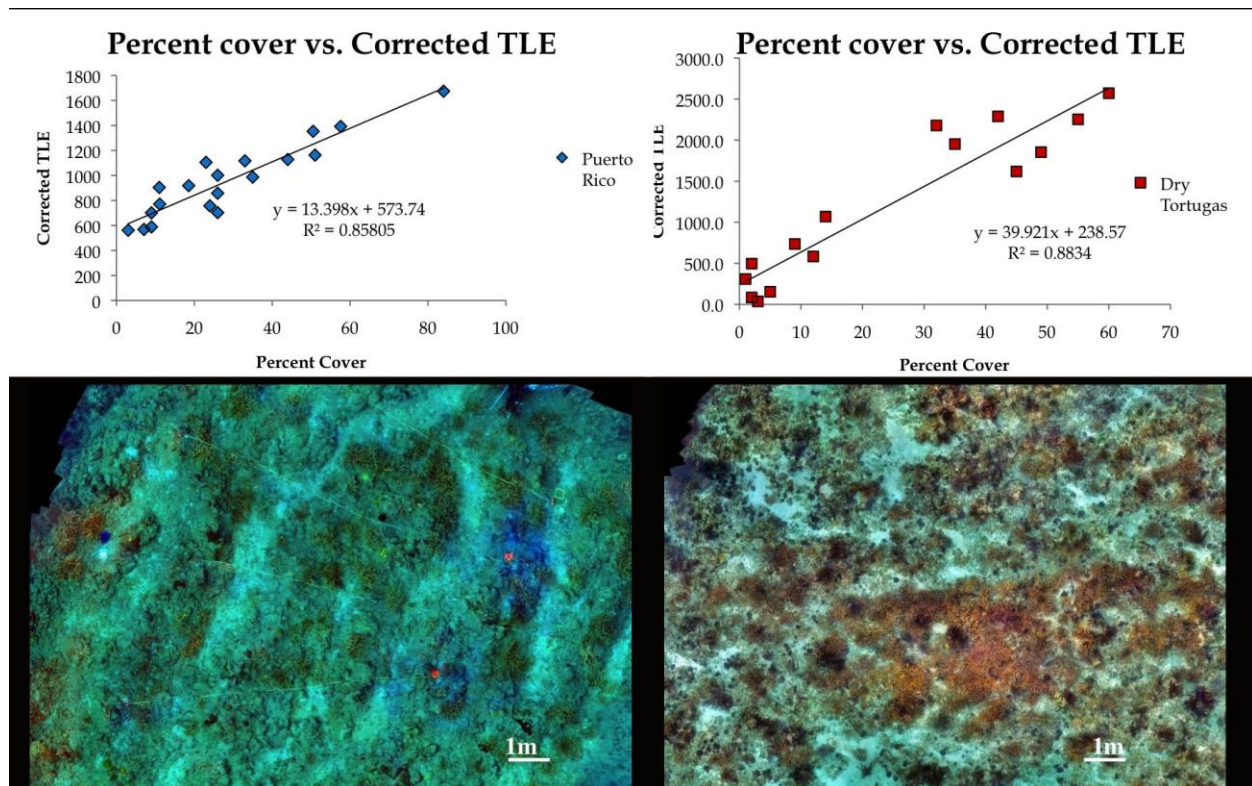 Percent cover vs. Corrected TLE
1800
1600
1400
1200
1000
800
600
400
200
0
Corrected TLE
y = 13.398x + 573.74
R² = 0.85805
Puerto
Rico
0 20 40 60 80 100
Percent Cover
Percent cover vs. Corrected TLE
3000.0
2500.0
2000.0
1500.0
1000.0
500.0
0.0
Corrected TLE
y = 39.921x + 238.57
R² = 0.8834
Dry
Tortugas
0 10 20 30 40 50 60 70
Percent Cover
1m
1m